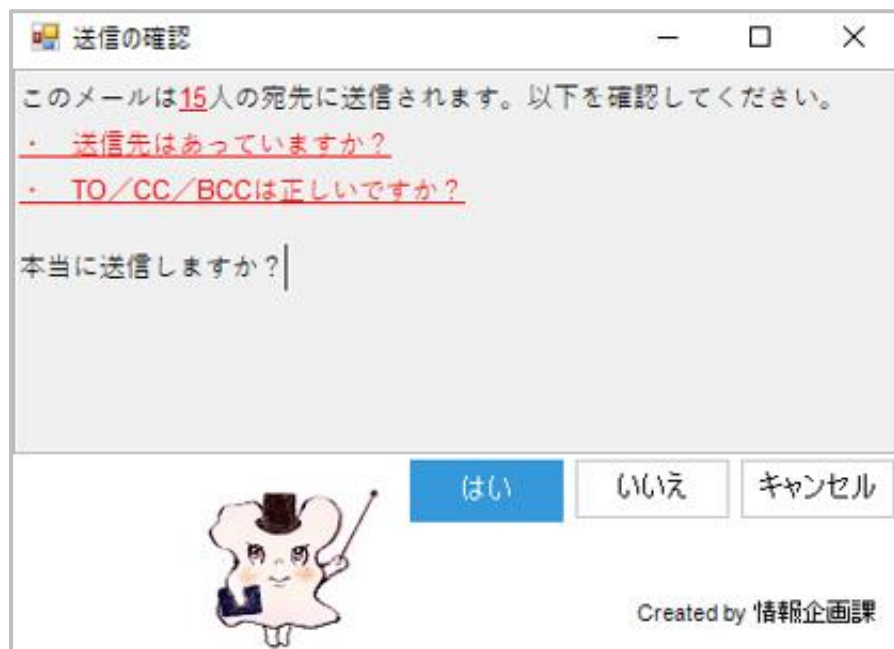 送信の確認
このメールは15人の宛先に送信されます。以下を確認してください。
・　送信先はあっていますか？
・　TO／CC／BCCは正しいですか？
本当に送信しますか？
はい　いいえ　キャンセル
Created by 情報企画課